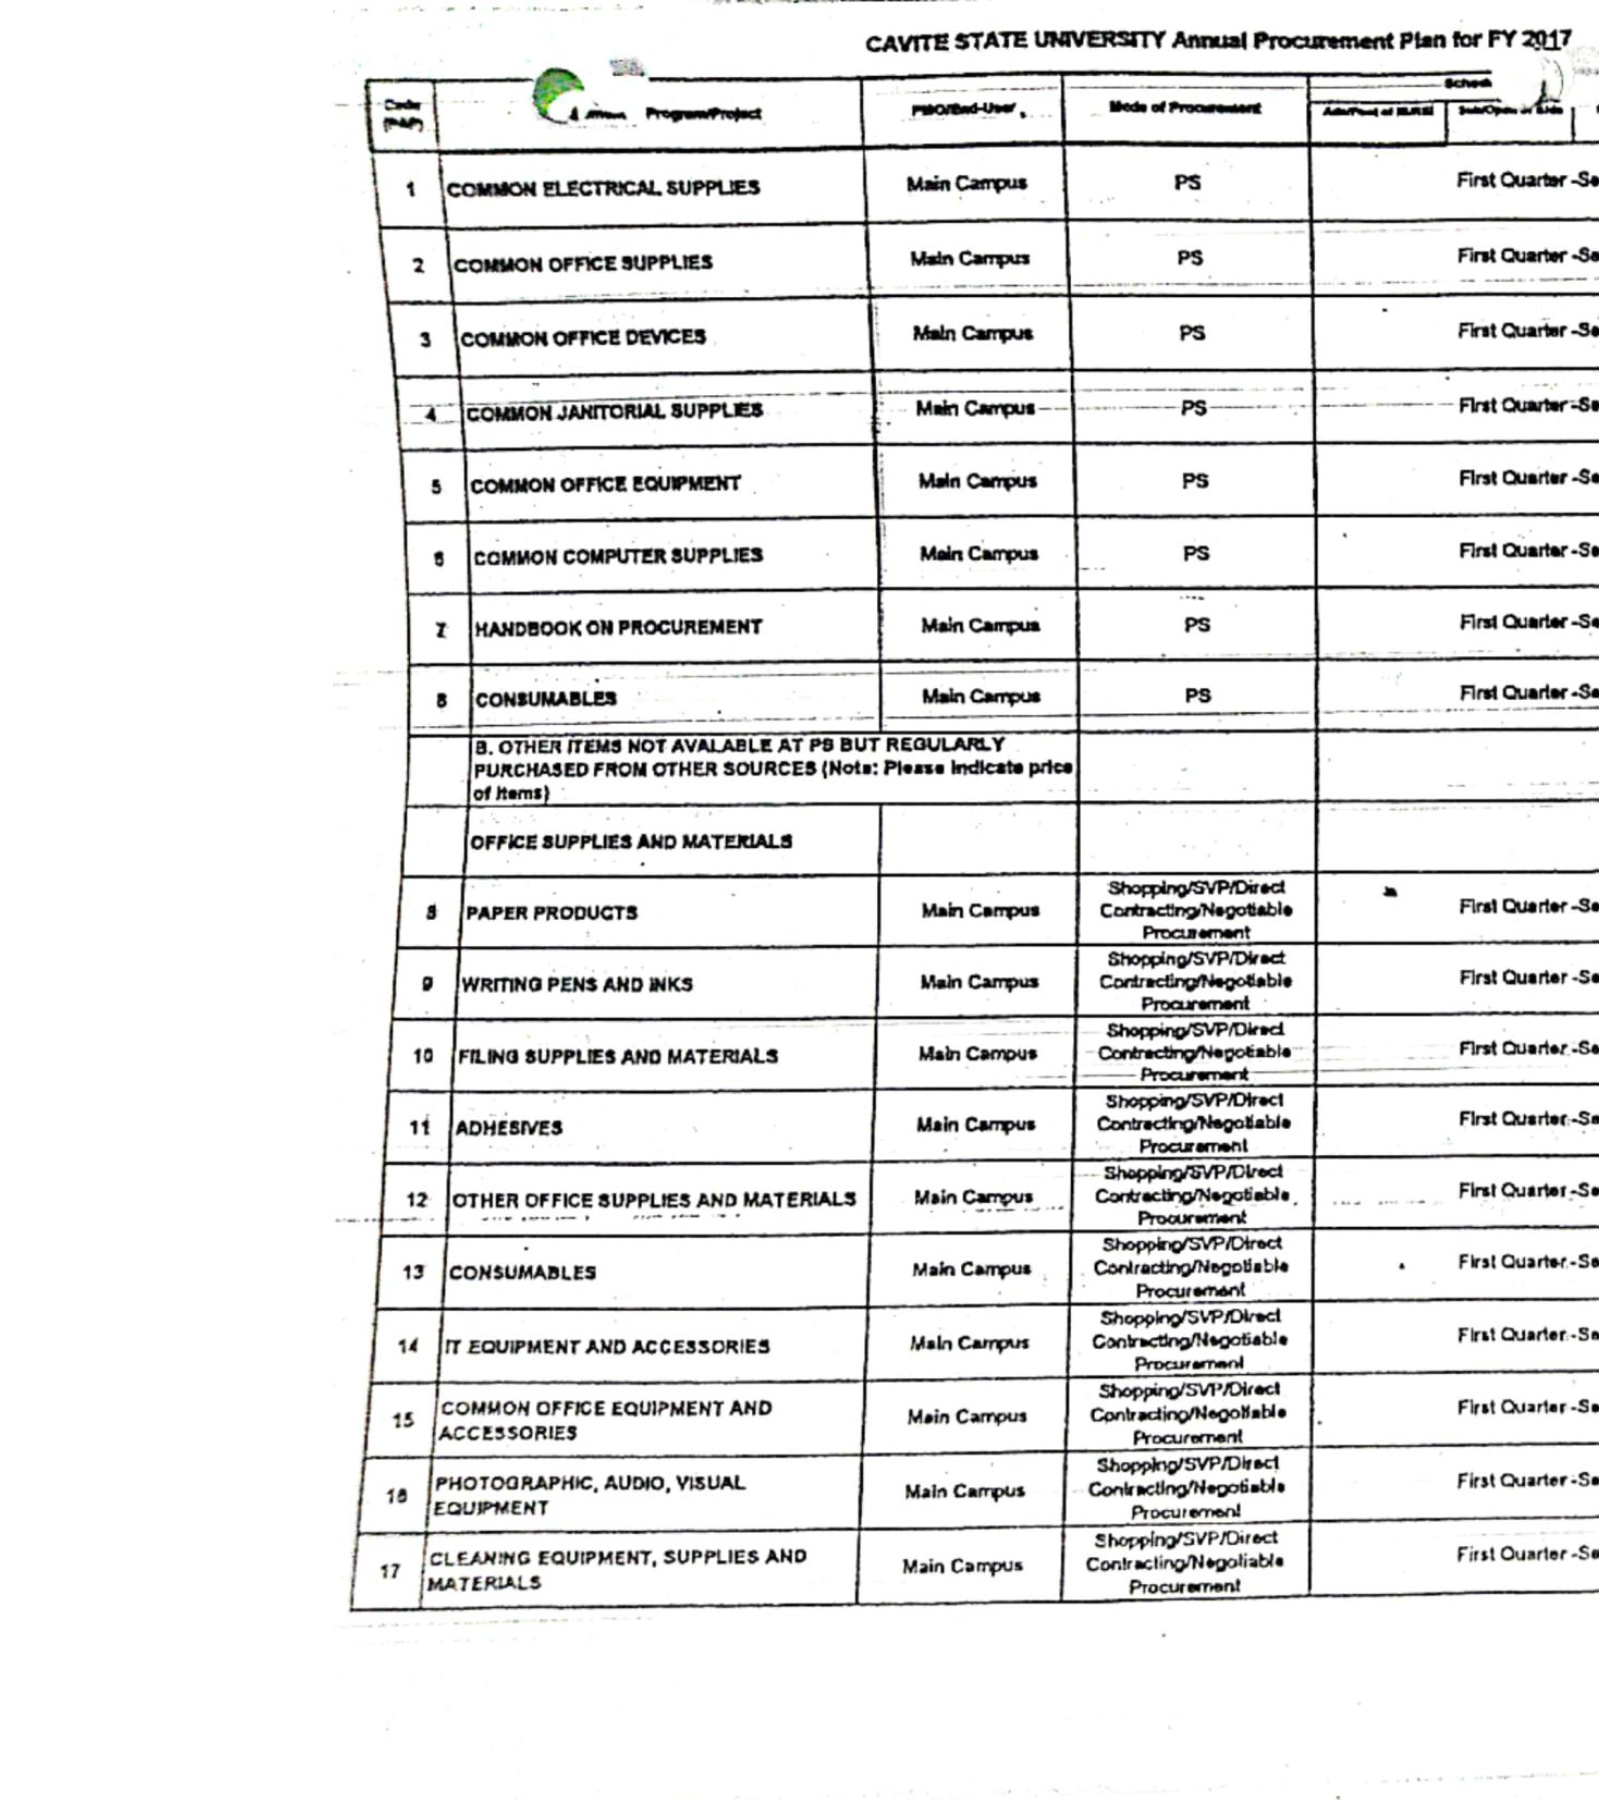 CAVITE STATE UNIVERSITY Annual Procurement Plan for FY 2017
Code (PAP) Program/Project PMO/End-User Mode of Procurement
1 COMMON ELECTRICAL SUPPLIES Main Campus PS First Quarter -Se
2 COMMON OFFICE SUPPLIES Main Campus PS First Quarter -Se
3 COMMON OFFICE DEVICES Main Campus PS First Quarter -Se
4 COMMON JANITORIAL SUPPLIES Main Campus PS First Quarter -Se
5 COMMON OFFICE EQUIPMENT Main Campus PS First Quarter -Se
6 COMMON COMPUTER SUPPLIES Main Campus PS First Quarter -Se
7 HANDBOOK ON PROCUREMENT Main Campus PS First Quarter -Se
8 CONSUMABLES Main Campus PS First Quarter -Se
B. OTHER ITEMS NOT AVALABLE AT PS BUT REGULARLY
PURCHASED FROM OTHER SOURCES (Note: Please indicate price
of items)
OFFICE SUPPLIES AND MATERIALS
8 PAPER PRODUCTS Main Campus Shopping/SVP/Direct Contracting/Negotiable Procurement First Quarter -Se
9 WRITING PENS AND INKS Main Campus Shopping/SVP/Direct Contracting/Negotiable Procurement First Quarter -Se
10 FILING SUPPLIES AND MATERIALS Main Campus Shopping/SVP/Direct Contracting/Negotiable Procurement First Quarter -Se
11 ADHESIVES Main Campus Shopping/SVP/Direct Contracting/Negotiable Procurement First Quarter -Se
12 OTHER OFFICE SUPPLIES AND MATERIALS Main Campus Shopping/SVP/Direct Contracting/Negotiable Procurement First Quarter -Se
13 CONSUMABLES Main Campus Shopping/SVP/Direct Contracting/Negotiable Procurement First Quarter -Se
14 IT EQUIPMENT AND ACCESSORIES Main Campus Shopping/SVP/Direct Contracting/Negotiable Procurement First Quarter -Se
15 COMMON OFFICE EQUIPMENT AND ACCESSORIES Main Campus Shopping/SVP/Direct Contracting/Negotiable Procurement First Quarter -Se
16 PHOTOGRAPHIC, AUDIO, VISUAL EQUIPMENT Main Campus Shopping/SVP/Direct Contracting/Negotiable Procurement First Quarter -Se
17 CLEANING EQUIPMENT, SUPPLIES AND MATERIALS Main Campus Shopping/SVP/Direct Contracting/Negotiable Procurement First Quarter -Se